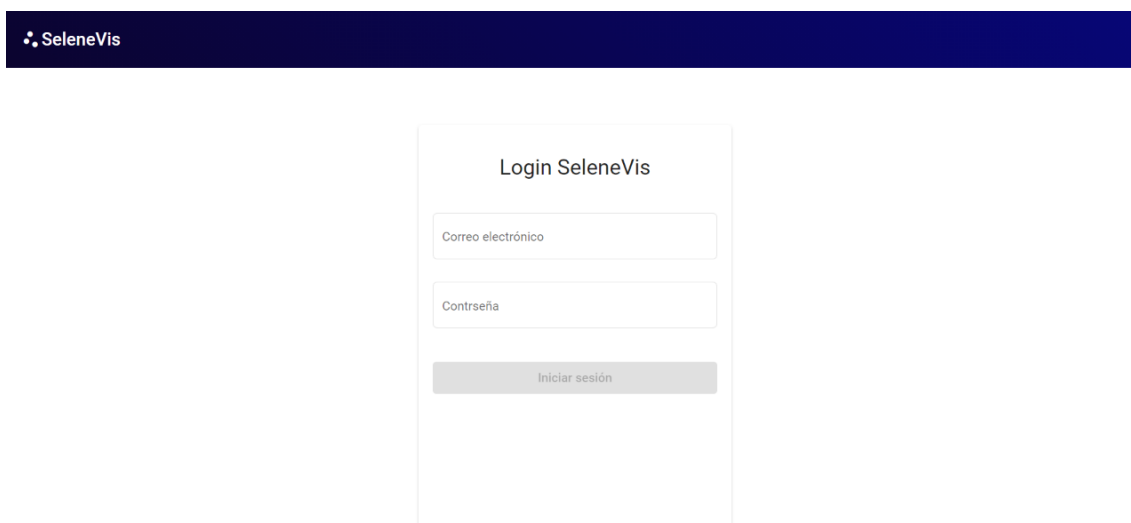 SeleneVis
Login SeleneVis
Correo electrónico
Contrseña
Iniciar sesión